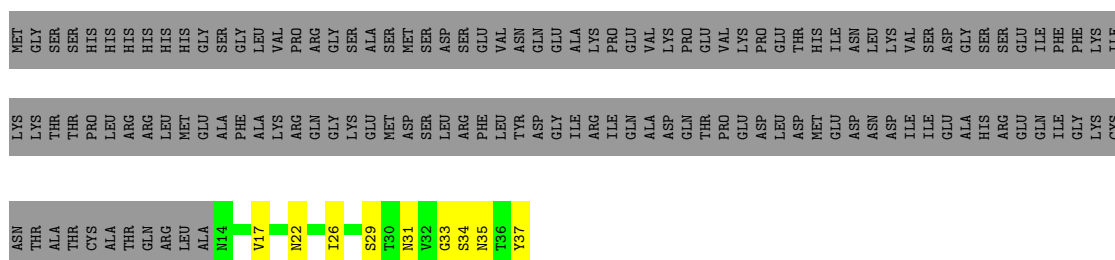 MET GLY SER SER HIS HIS HIS HIS HIS HIS GLY SER GLY LEU VAL PRO ARG GLY SER ALA SER MET SER ASP SER GLU VAL ASN GLN GLU ALA LYS PRO GLU VAL LYS PRO GLU VAL LYS PRO GLU THR HIS ILE ASN LEU LYS VAL SER ASP GLY SER SER GLU ILE PHE PHE LYS ILE
LYS LYS THR THR PRO LEU ARG ARG LEU MET GLU ALA PHE ALA LYS ARG GLN GLY LYS GLU MET ASP SER LEU ARG PHE LEU TYR ASP GLY ILE ARG ILE GLN ALA ASP GLN THR PRO GLU ASP LEU ASP MET GLU ASP ASN ASP ILE ILE GLU ALA HIS ARG GLU GLN ILE GLY LYS CYS
ASN THR ALA THR CYS ALA THR GLN ARG LEU ALA N14 V17 N22 I26 S29 T30 N31 V32 G33 S34 N35 T36 Y37